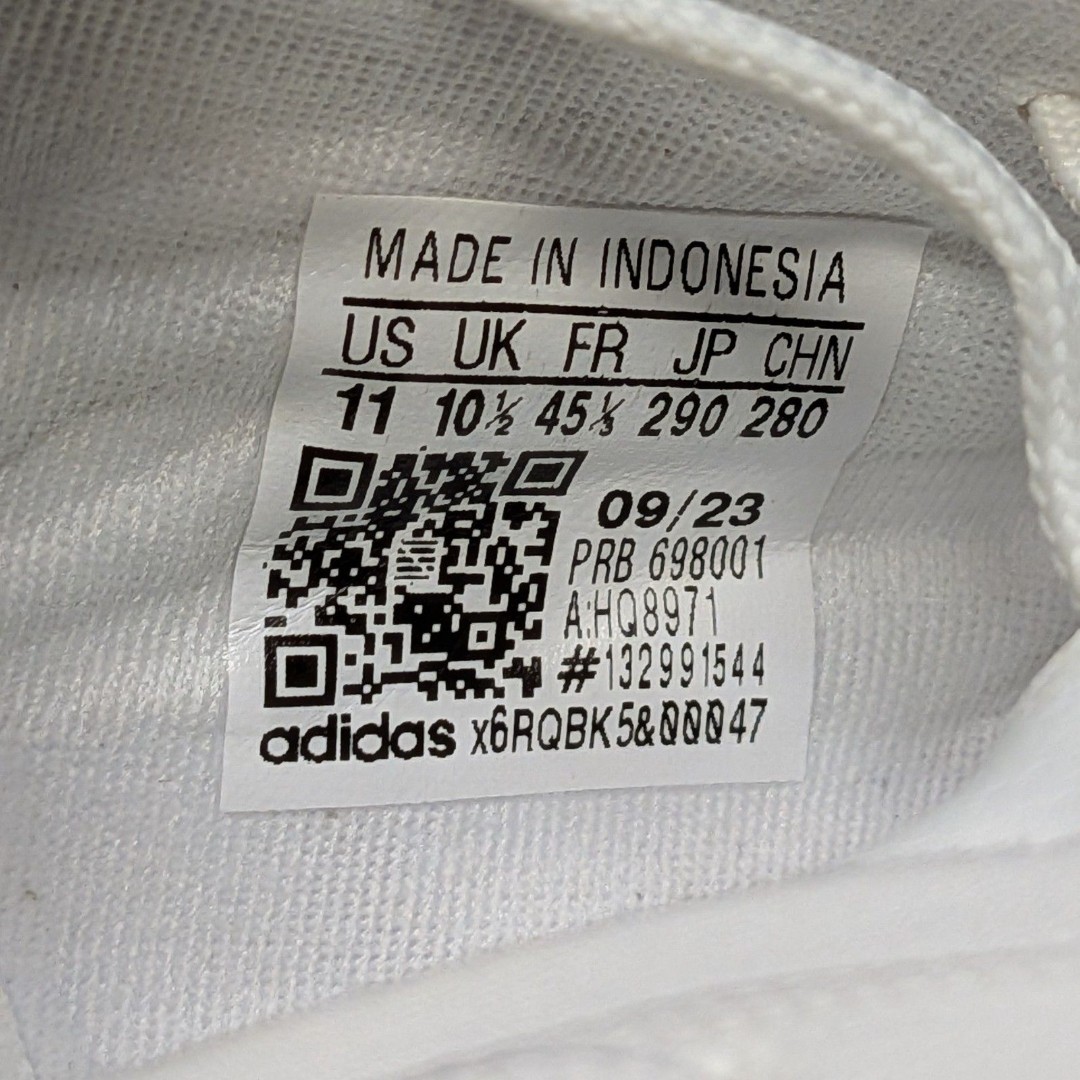 MADE IN INDONESIA
US UK FR JP CHN
11 10½ 45⅓ 290 280
09/23
PRB 698001
A:HQ8971
#132991544
adidas x6RQBK5&00047